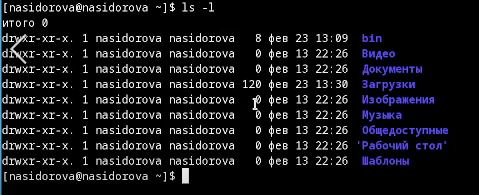 [nasidorova@nasidorova ~]$ ls -l
итого 0
drwxr-xr-x. 1 nasidorova nasidorova   8 фев 23 13:09  bin
drwxr-xr-x. 1 nasidorova nasidorova   0 фев 13 22:26  Видео
drwxr-xr-x. 1 nasidorova nasidorova   0 фев 13 22:26  Документы
drwxr-xr-x. 1 nasidorova nasidorova 120 фев 23 13:30  Загрузки
drwxr-xr-x. 1 nasidorova nasidorova   0 фев 13 22:26  Изображения
drwxr-xr-x. 1 nasidorova nasidorova   0 фев 13 22:26  Музыка
drwxr-xr-x. 1 nasidorova nasidorova   0 фев 13 22:26  Общедоступные
drwxr-xr-x. 1 nasidorova nasidorova   0 фев 13 22:26 'Рабочий стол'
drwxr-xr-x. 1 nasidorova nasidorova   0 фев 13 22:26  Шаблоны
[nasidorova@nasidorova ~]$